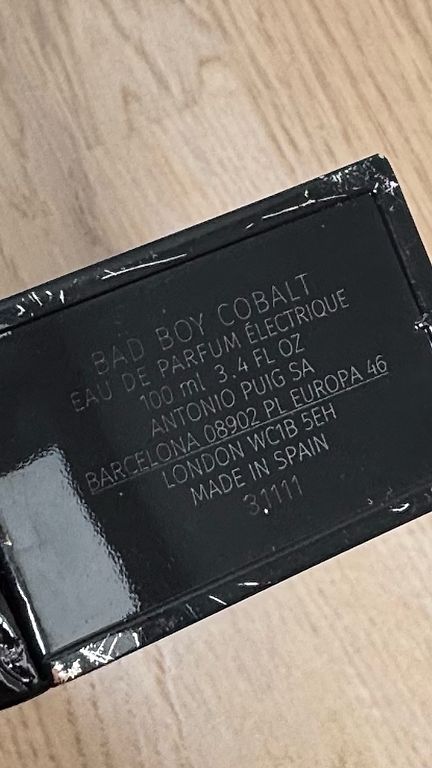 BAD BOY COBALT
EAU DE PARFUM ÉLECTRIQUE
100 ml 3.4 FL OZ
ANTONIO PUIG SA
BARCELONA 08902 PL EUROPA 46
LONDON WC1B 5EH
MADE IN SPAIN
31111